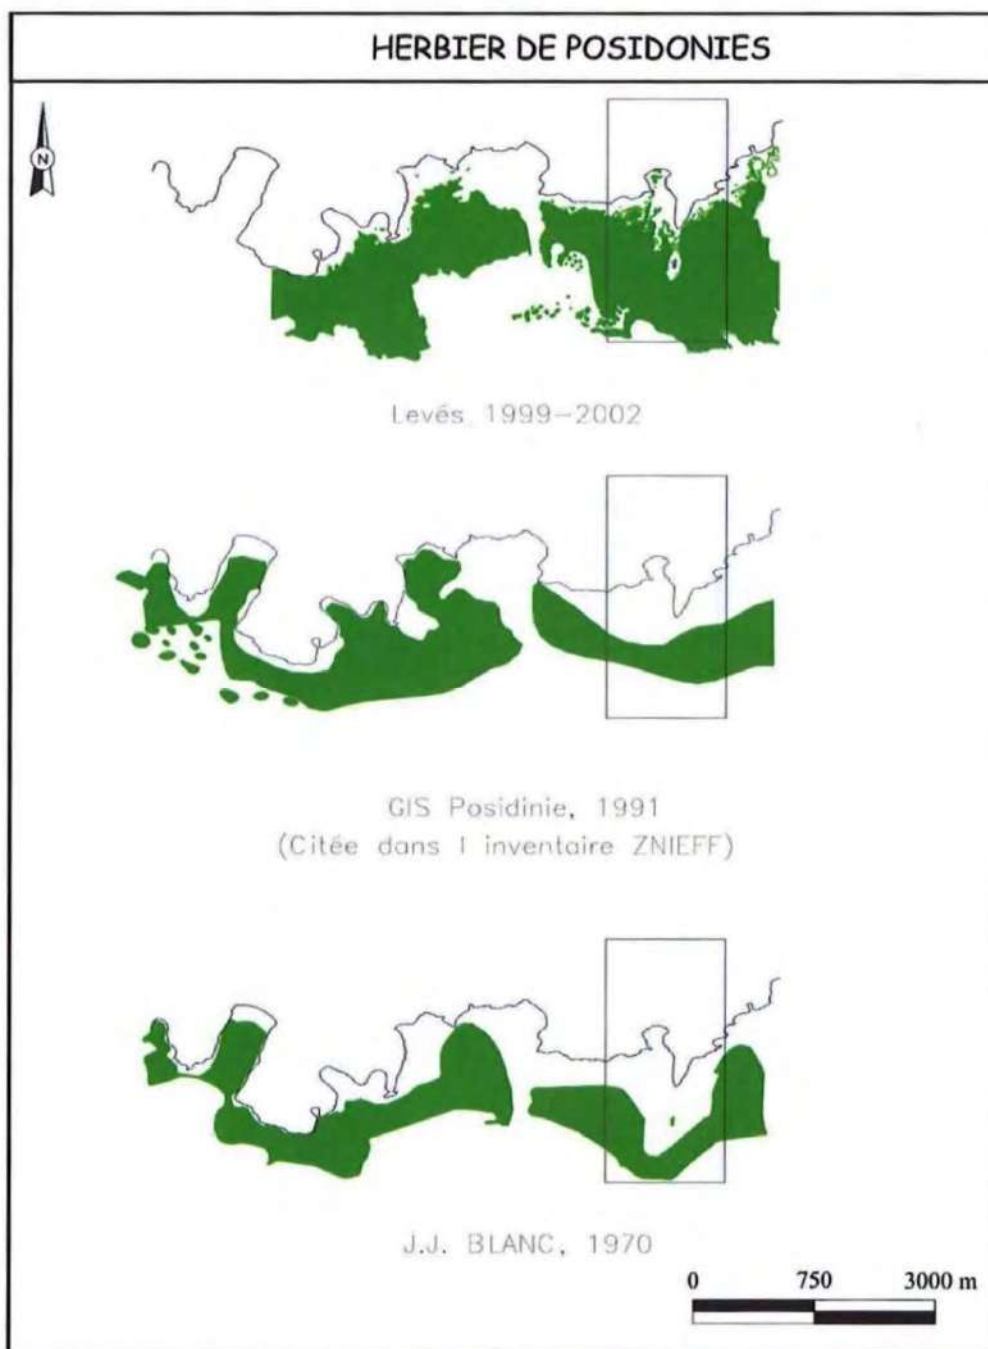 HERBIER DE POSIDONIES
N
Levés 1999-2002
GIS Posidinie, 1991
(Citée dans l inventaire ZNIEFF)
J.J. BLANC, 1970
0 750 3000 m